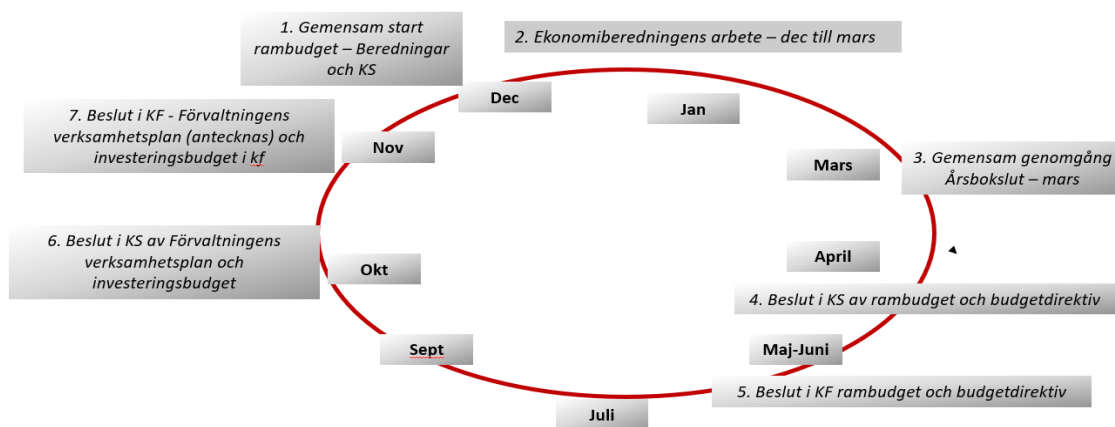 1. Gemensam start
rambudget – Beredningar
och KS
2. Ekonomiberedningens arbete – dec till mars
Dec
Jan
7. Beslut i KF - Förvaltningens
verksamhetsplan (antecknas) och
investeringsbudget i kf
Nov
Mars
3. Gemensam genomgång
Årsbokslut – mars
6. Beslut i KS av Förvaltningens
verksamhetsplan och
investeringsbudget
Okt
April
4. Beslut i KS av rambudget och budgetdirektiv
Sept
Maj-Juni
5. Beslut i KF rambudget och budgetdirektiv
Juli